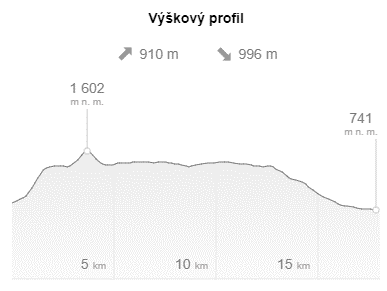 Výškový profil
910 m 996 m
1 602
m n. m.
741
m n. m.
5 km 10 km 15 km